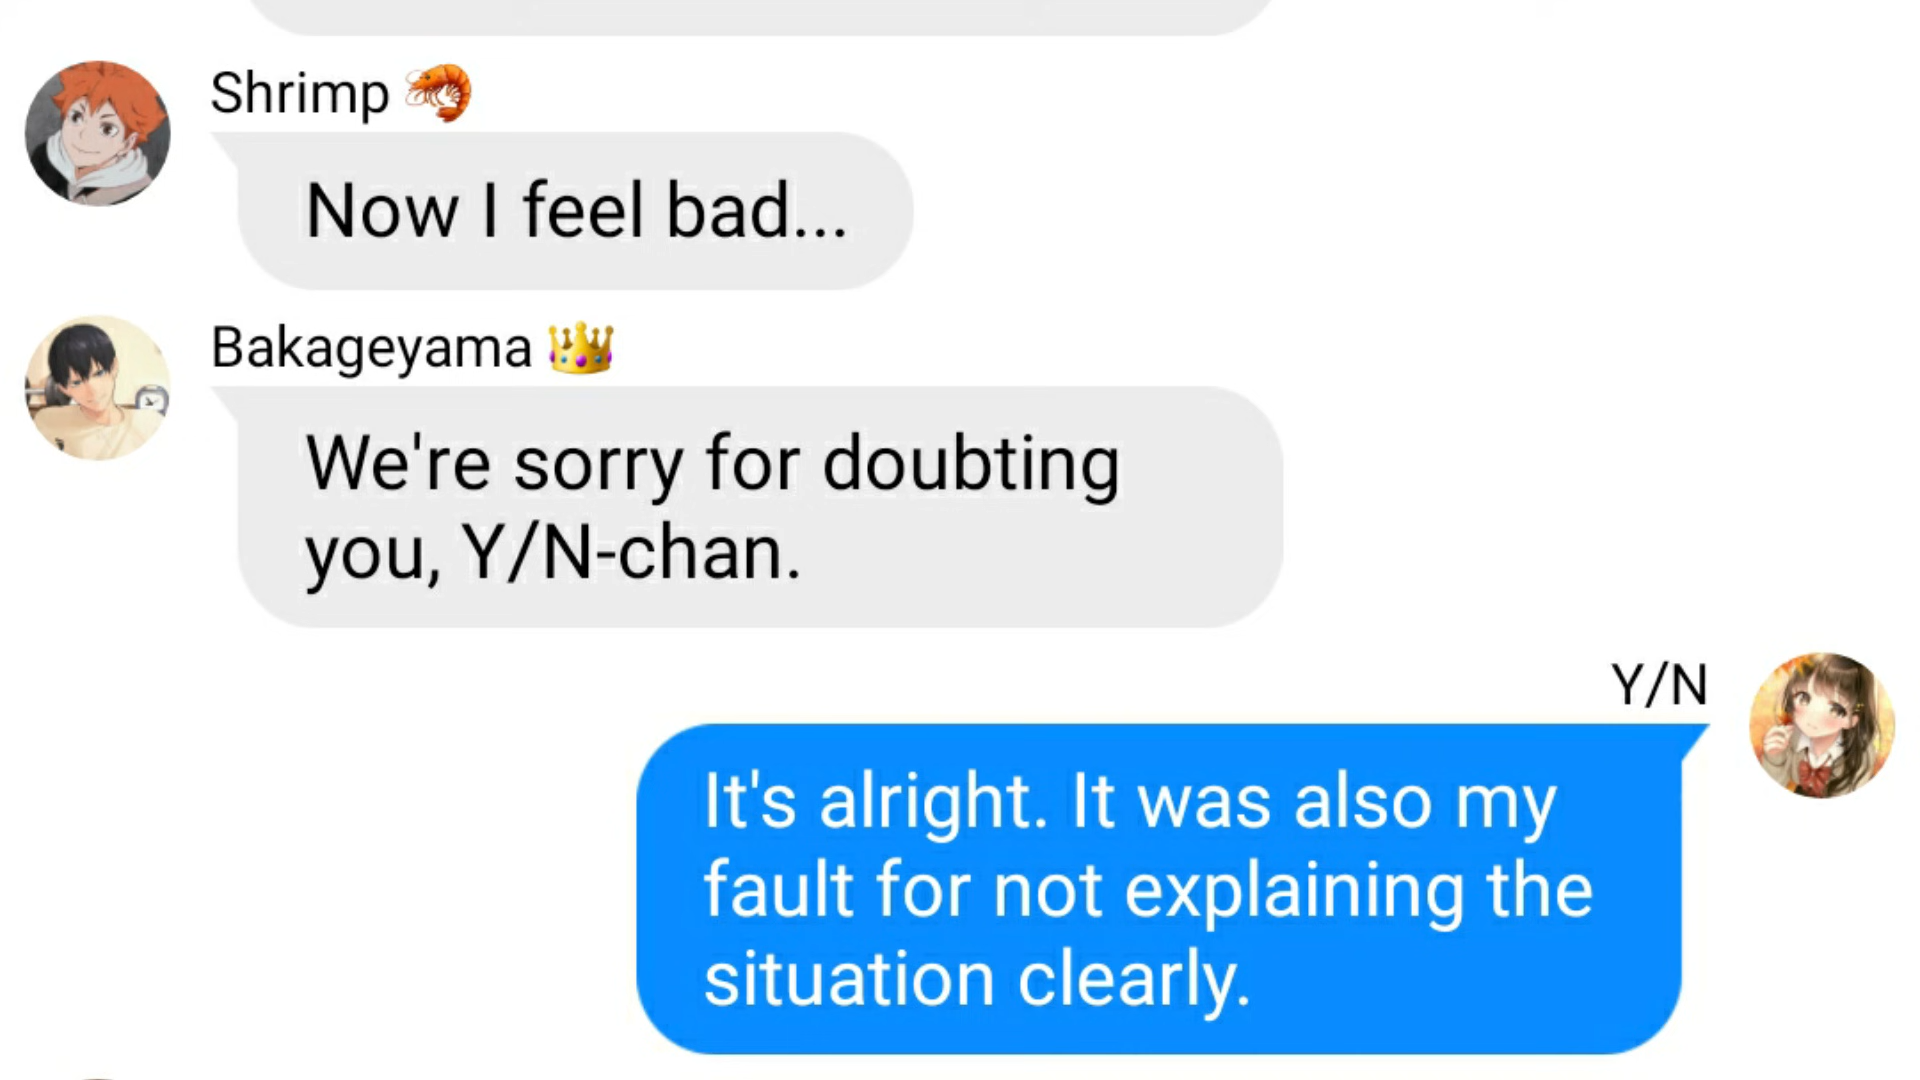 Shrimp 🦐
Now I feel bad...
Bakageyama 👑
We're sorry for doubting
you, Y/N-chan.
Y/N
It's alright. It was also my
fault for not explaining the
situation clearly.